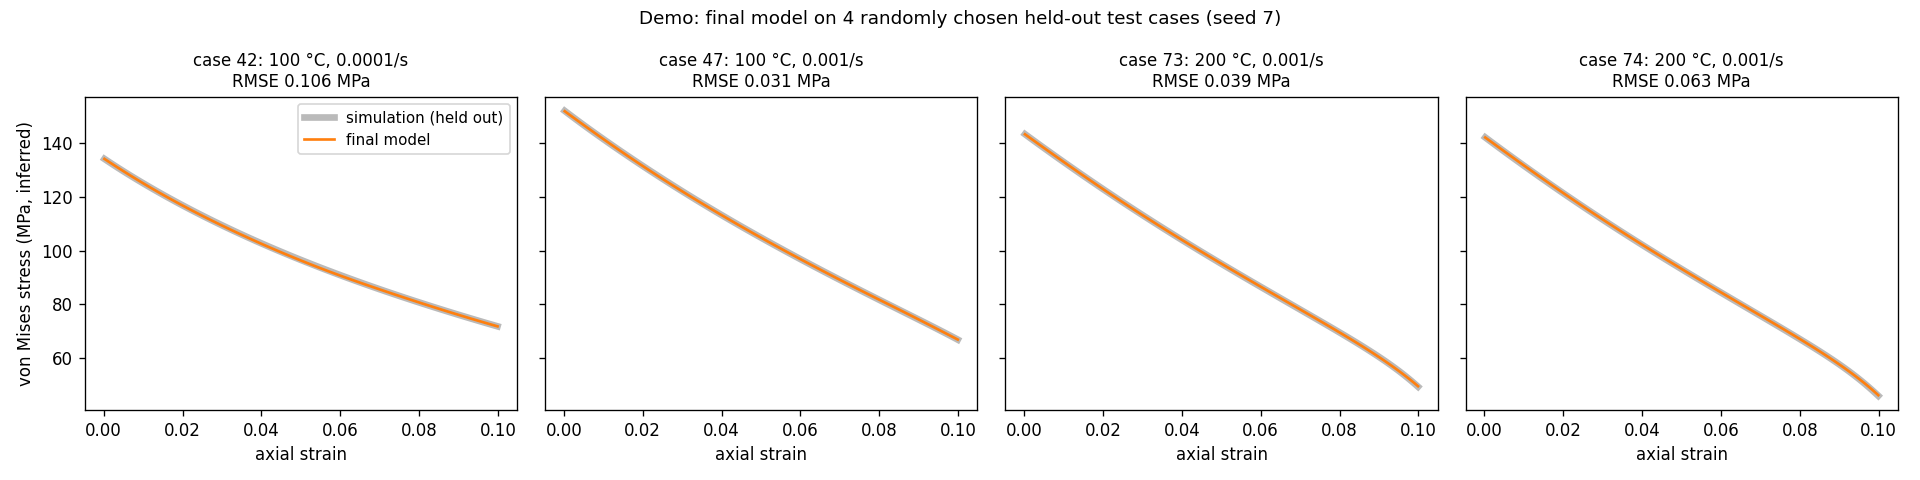 Demo: final model on 4 randomly chosen held-out test cases (seed 7)
case 42: 100 °C, 0.0001/s
RMSE 0.106 MPa
case 47: 100 °C, 0.001/s
RMSE 0.031 MPa
case 73: 200 °C, 0.001/s
RMSE 0.039 MPa
case 74: 200 °C, 0.001/s
RMSE 0.063 MPa
simulation (held out)
final model
von Mises stress (MPa, inferred)
140
120
100
80
60
0.00 0.02 0.04 0.06 0.08 0.10
axial strain
0.00 0.02 0.04 0.06 0.08 0.10
axial strain
0.00 0.02 0.04 0.06 0.08 0.10
axial strain
0.00 0.02 0.04 0.06 0.08 0.10
axial strain